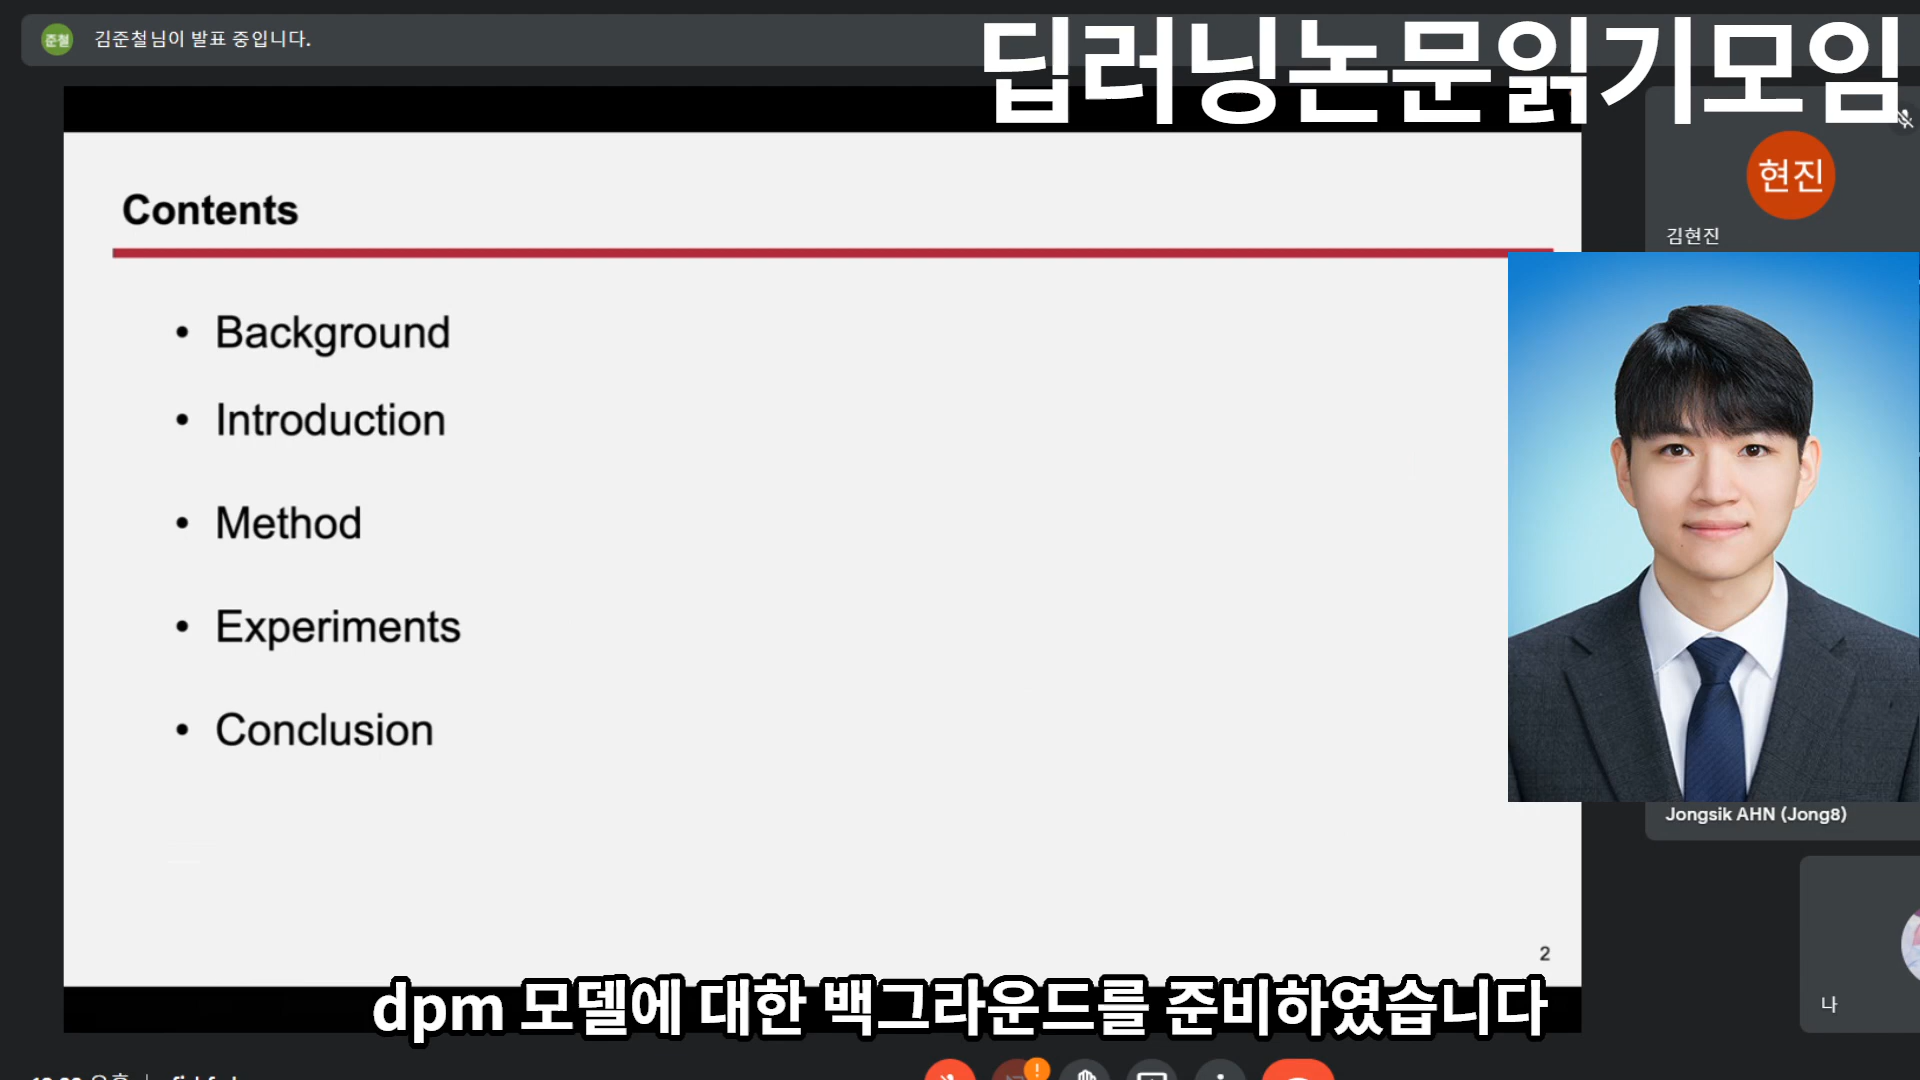 준철
김준철님이 발표 중입니다.
딥러닝논문읽기모임
현진
김현진
Contents
• Background
• Introduction
• Method
• Experiments
• Conclusion
Jongsik AHN (Jong8)
2
나
dpm 모델에 대한 백그라운드를 준비하였습니다